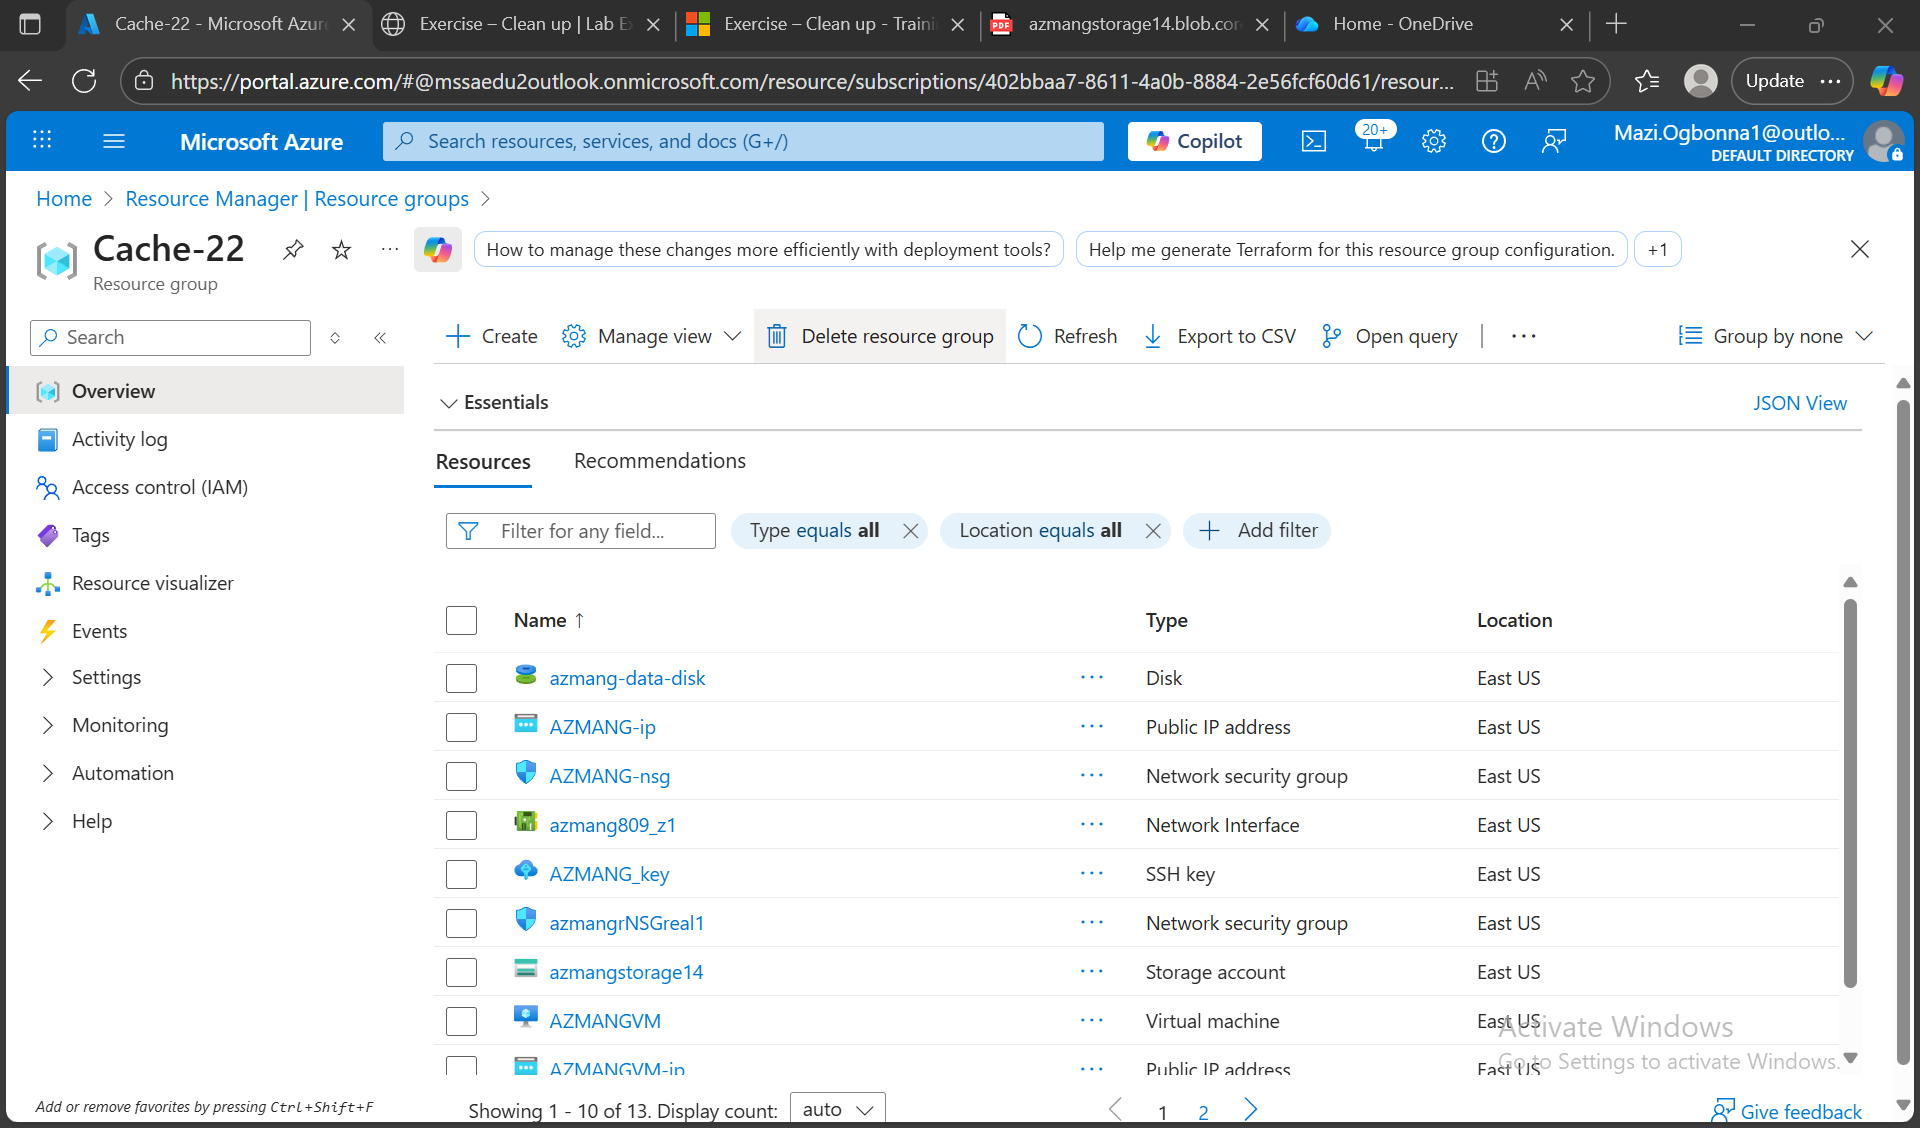 Cache-22 - Microsoft Azur
Exercise – Clean up | Lab E
Exercise – Clean up - Traini
azmangstorage14.blob.cor
Home - OneDrive
https://portal.azure.com/#@mssaedu2outlook.onmicrosoft.com/resource/subscriptions/402bbaa7-8611-4a0b-8884-2e56fcf60d61/resour...
Update
Microsoft Azure
Search resources, services, and docs (G+/)
Copilot
20+
Mazi.Ogbonna1@outlo...
DEFAULT DIRECTORY
Home > Resource Manager | Resource groups >
Cache-22
Resource group
How to manage these changes more efficiently with deployment tools?
Help me generate Terraform for this resource group configuration.
+1
Search
Create
Manage view
Delete resource group
Refresh
Export to CSV
Open query
Group by none
Overview
Activity log
Access control (IAM)
Tags
Resource visualizer
Events
Settings
Monitoring
Automation
Help
Essentials
JSON View
Resources
Recommendations
Filter for any field...
Type equals all
Location equals all
Add filter
Name ↑ Type Location
azmang-data-disk ... Disk East US
AZMANG-ip ... Public IP address East US
AZMANG-nsg ... Network security group East US
azmang809_z1 ... Network Interface East US
AZMANG_key ... SSH key East US
azmangrNSGreal1 ... Network security group East US
azmangstorage14 ... Storage account East US
AZMANGVM ... Virtual machine East US
AZMANGVM-ip ... Public IP address East US
Activate Windows
Go to Settings to activate Windows.
Add or remove favorites by pressing Ctrl+Shift+F
Showing 1 - 10 of 13. Display count: auto
1 2
Give feedback